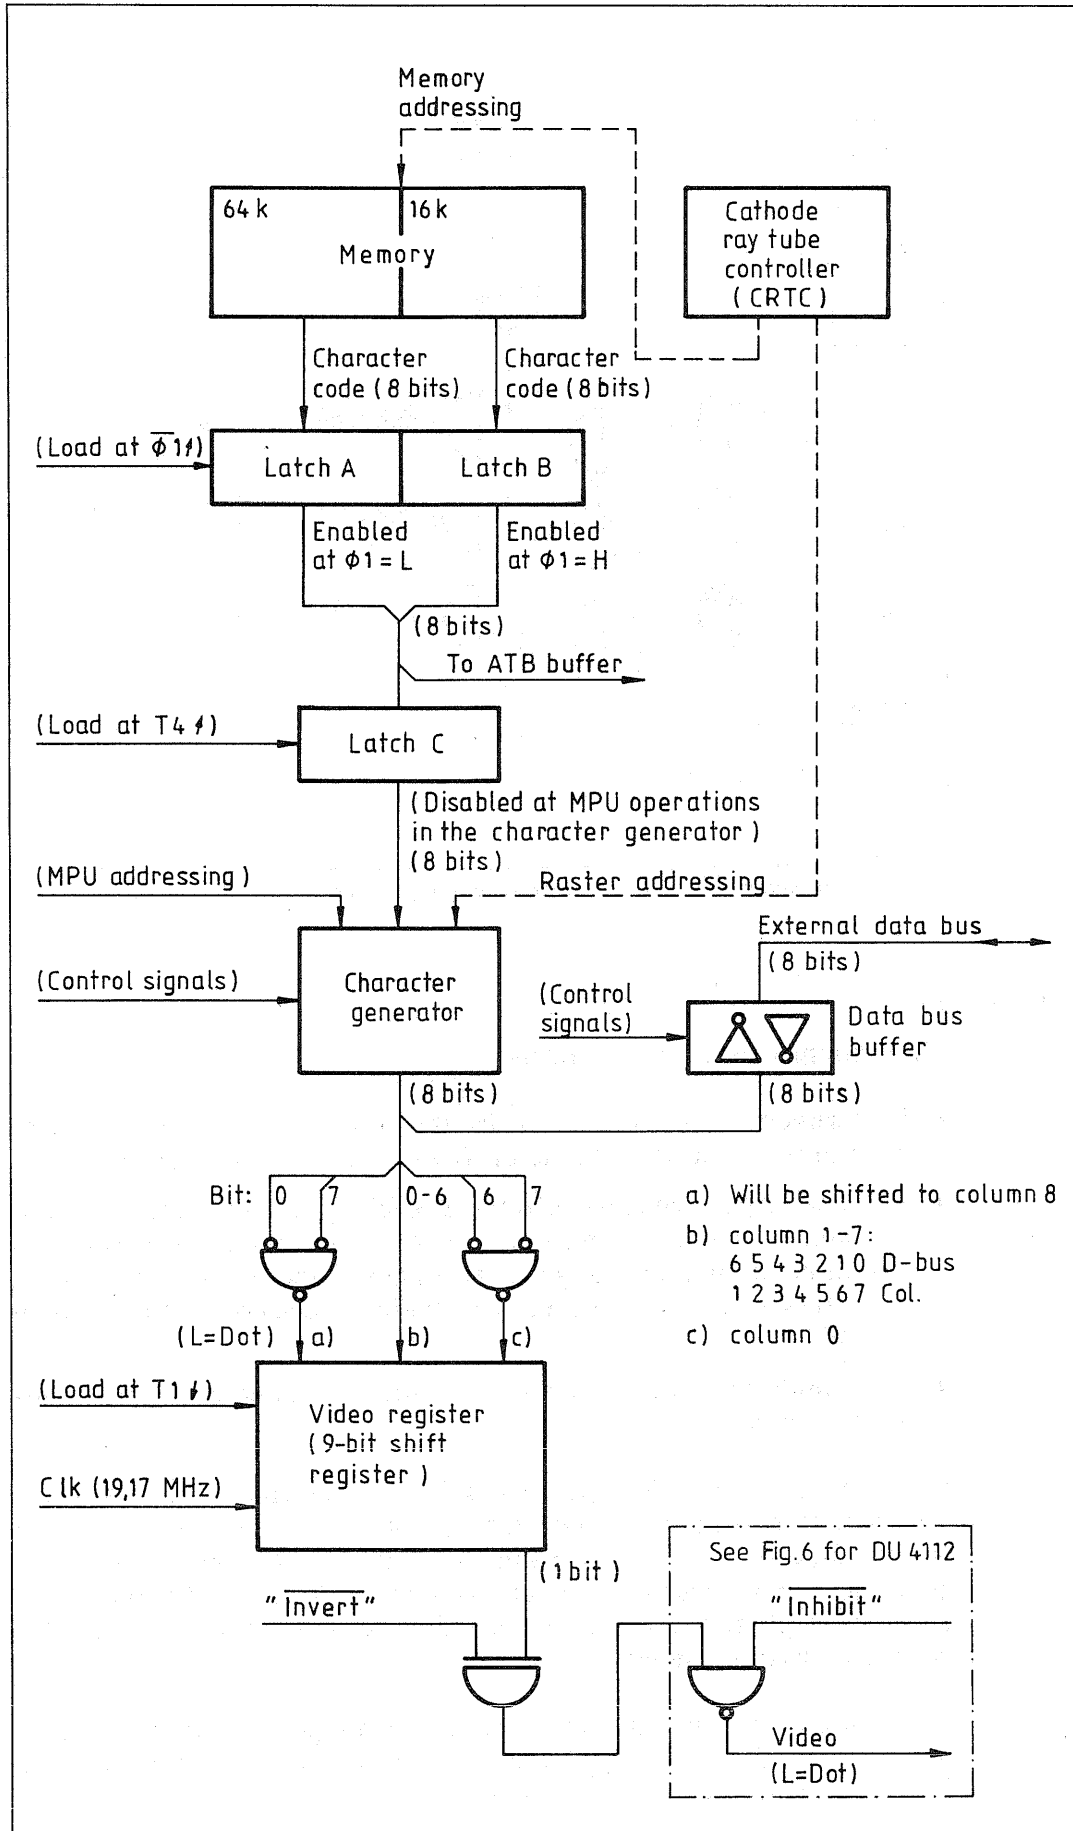 Memory
addressing
64 k
16 k
Memory
Cathode
ray tube
controller
(CRTC)
Character
code (8 bits)
Character
code (8 bits)
(Load at Φ̅1↑)
Latch A
Latch B
Enabled
at Φ1=L
Enabled
at Φ1=H
(8 bits)
To ATB buffer
(Load at T4↑)
Latch C
(Disabled at MPU operations
in the character generator)
(8 bits)
(MPU addressing)
Raster addressing
External data bus
(8 bits)
(Control signals)
Character
generator
(Control
signals)
Data bus
buffer
(8 bits)
(8 bits)
Bit: 0 7 0-6 6 7
a) Will be shifted to column 8
b) column 1-7:
6 5 4 3 2 1 0 D-bus
1 2 3 4 5 6 7 Col.
c) column 0
(L=Dot) a) b) c)
(Load at T1↓)
Video register
(9-bit shift
register)
Clk (19,17 MHz)
(1 bit)
See Fig.6 for DU 4112
"I̅n̅v̅e̅r̅t̅"
"I̅n̅h̅i̅b̅i̅t̅"
Video
(L=Dot)